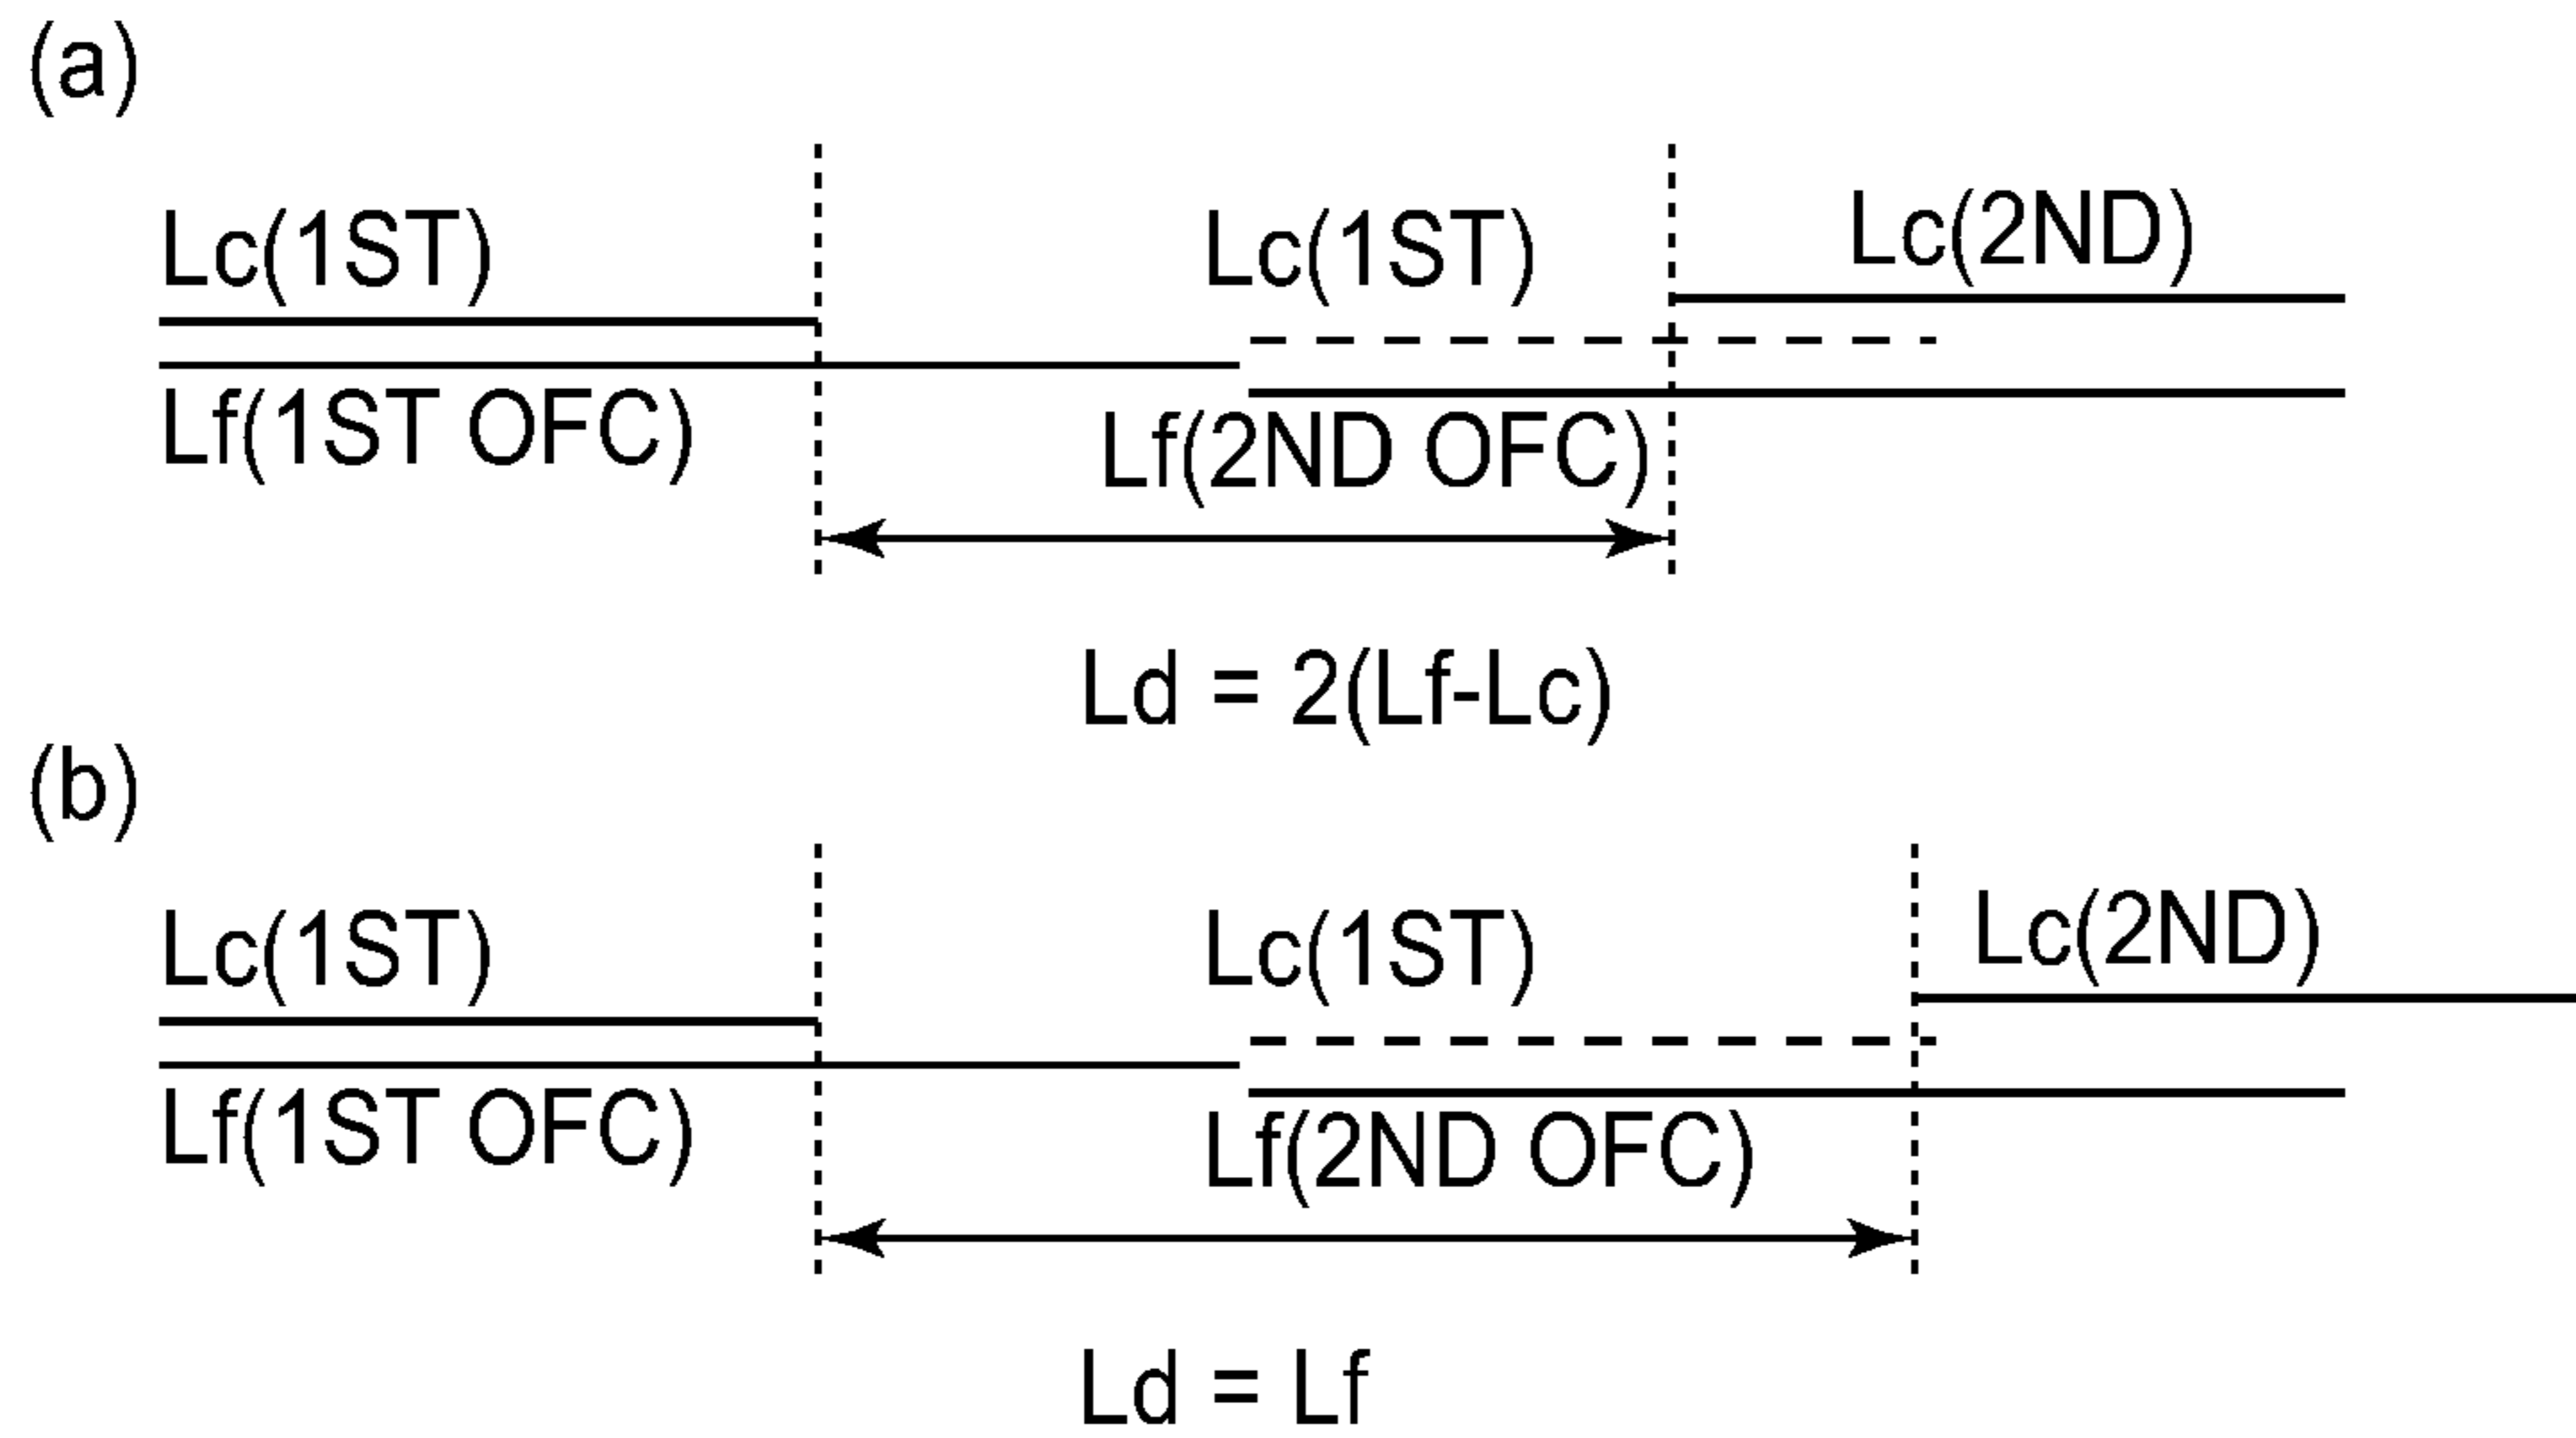 (a)
Lc(1ST) Lc(1ST) Lc(2ND)
Lf(1ST OFC) Lf(2ND OFC)
Ld = 2(Lf-Lc)
(b)
Lc(1ST) Lc(1ST) Lc(2ND)
Lf(1ST OFC) Lf(2ND OFC)
Ld = Lf